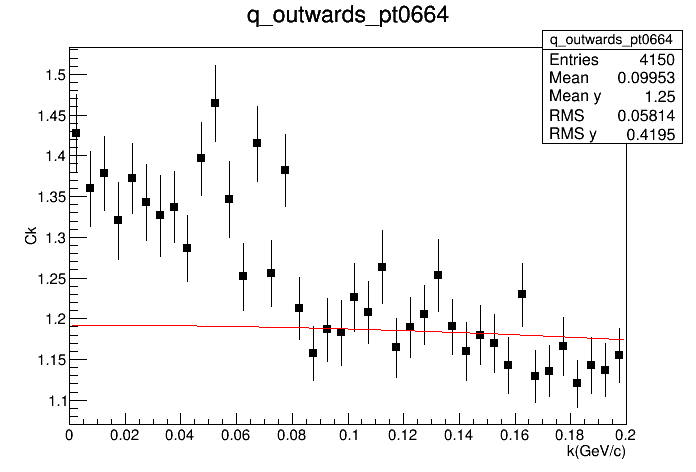 q_outwards_pt0664
q_outwards_pt0664
Entries 4150
Mean 0.09953
Mean y 1.25
RMS 0.05814
RMS y 0.4195
Ck
1.5
1.45
1.4
1.35
1.3
1.25
1.2
1.15
1.1
0 0.02 0.04 0.06 0.08 0.1 0.12 0.14 0.16 0.18 0.2
k(GeV/c)